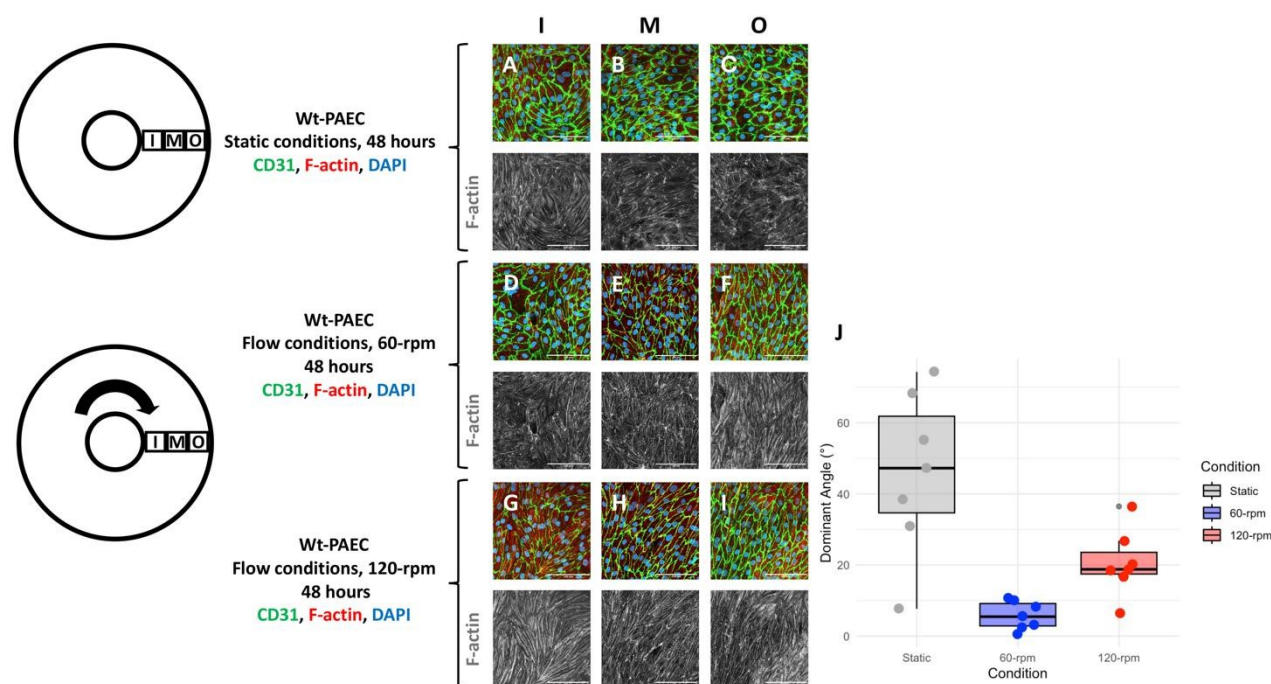 I M O
A B C
I M O
Wt-PAEC
Static conditions, 48 hours
CD31, F-actin, DAPI
F-actin
D E F
Wt-PAEC
Flow conditions, 60-rpm
48 hours
CD31, F-actin, DAPI
I M O
F-actin
G H I
Wt-PAEC
Flow conditions, 120-rpm
48 hours
CD31, F-actin, DAPI
F-actin
J
Dominant Angle (°)
60
40
20
0
Static 60-rpm 120-rpm
Condition
Condition
Static
60-rpm
120-rpm